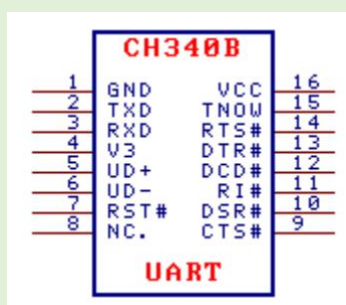 CH340B
1 GND VCC 16
2 TXD TNOW 15
3 RXD RTS# 14
4 V3 DTR# 13
5 UD+ DCD# 12
6 UD- RI# 11
7 RST# DSR# 10
8 NC. CTS# 9
UART